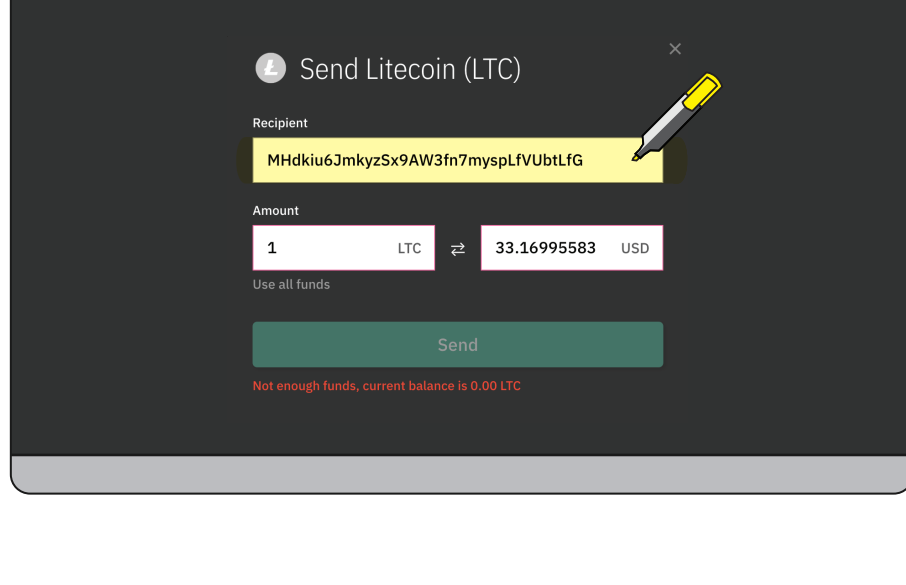 Send Litecoin (LTC)
Recipient
MHdkiu6JmkyzSx9AW3fn7myspLfVUbtLfG
Amount
1 LTC 33.16995583 USD
Use all funds
Send
Not enough funds, current balance is 0.00 LTC